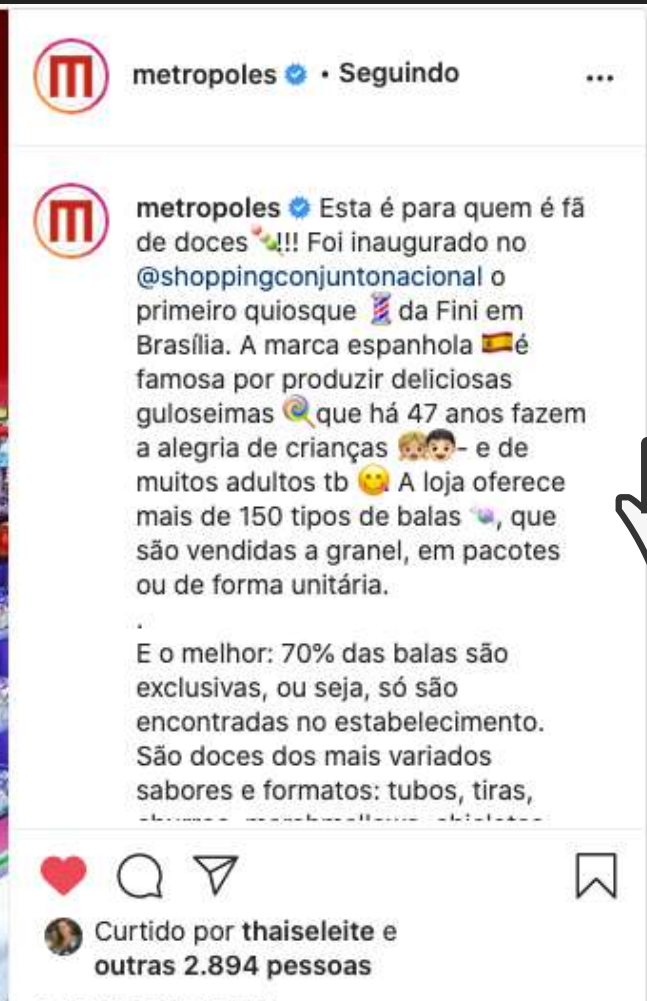 metropoles • Seguindo
metropoles Esta é para quem é fã
de doces🍡!!! Foi inaugurado no
@shoppingconjuntonacional o
primeiro quiosque 💈 da Fini em
Brasília. A marca espanhola 🇪🇸é
famosa por produzir deliciosas
guloseimas 🍭que há 47 anos fazem
a alegria de crianças 👧🏼👦🏻- e de
muitos adultos tb 😋 A loja oferece
mais de 150 tipos de balas 🍬, que
são vendidas a granel, em pacotes
ou de forma unitária.
.
E o melhor: 70% das balas são
exclusivas, ou seja, só são
encontradas no estabelecimento.
São doces dos mais variados
sabores e formatos: tubos, tiras,
Curtido por thaiseleite e
outras 2.894 pessoas